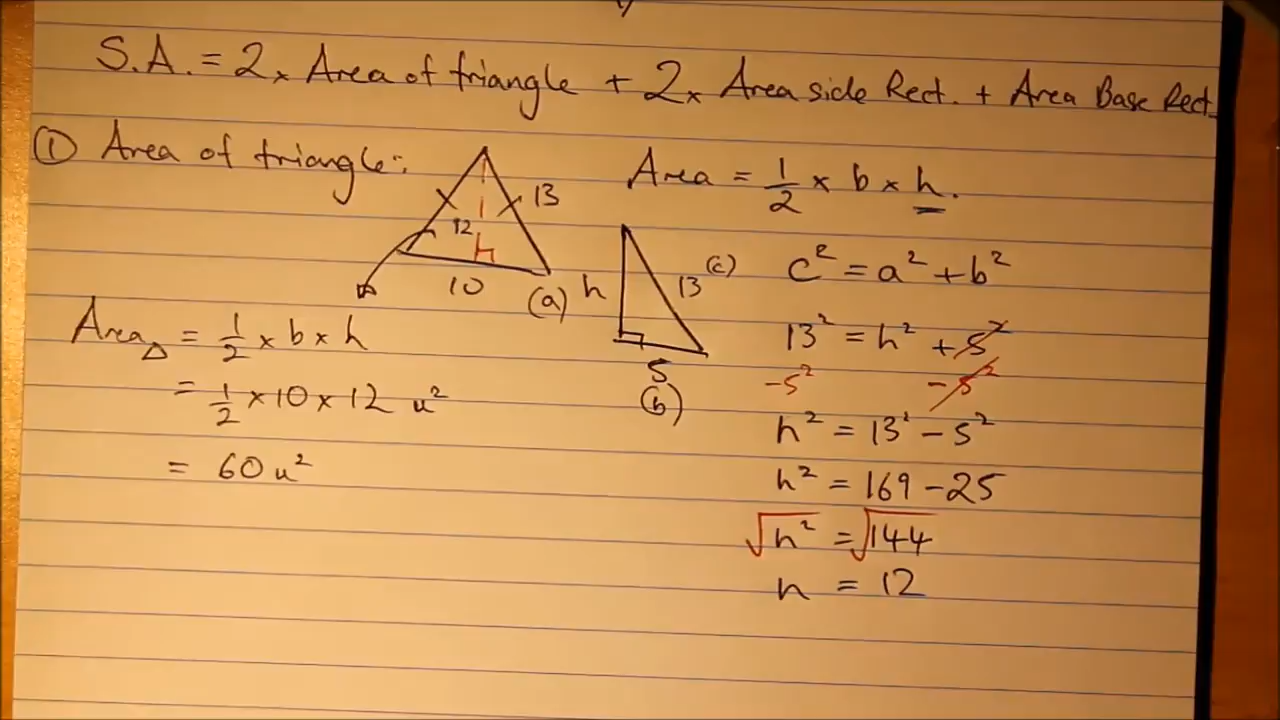 S.A. = 2 x Area of triangle + 2 x Area side Rect. + Area Base Rect.
① Area of triangle:
13
12
h
10
Area = 1/2 x b x h.
(a) h
13 (c)
5
(b)
c² = a² + b²
13² = h² + 5²
-5² -5²
h² = 13² - 5²
h² = 169 - 25
√h² = √144
h = 12
Area△ = 1/2 x b x h
= 1/2 x 10 x 12 u²
= 60 u²